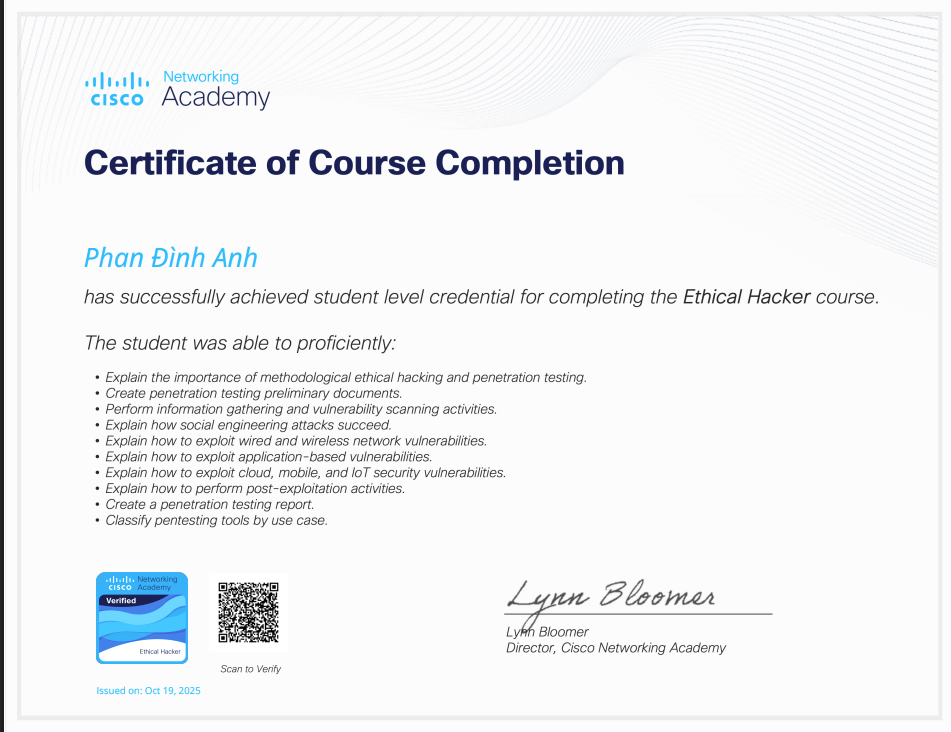 Networking
CISCO Academy
Certificate of Course Completion
Phan Đình Anh
has successfully achieved student level credential for completing the Ethical Hacker course.
The student was able to proficiently:
• Explain the importance of methodological ethical hacking and penetration testing.
• Create penetration testing preliminary documents.
• Perform information gathering and vulnerability scanning activities.
• Explain how social engineering attacks succeed.
• Explain how to exploit wired and wireless network vulnerabilities.
• Explain how to exploit application-based vulnerabilities.
• Explain how to exploit cloud, mobile, and IoT security vulnerabilities.
• Explain how to perform post-exploitation activities.
• Create a penetration testing report.
• Classify pentesting tools by use case.
Networking
CISCO Academy
Verified
Ethical Hacker
Scan to Verify
Issued on: Oct 19, 2025
Lynn Bloomer
Lynn Bloomer
Director, Cisco Networking Academy